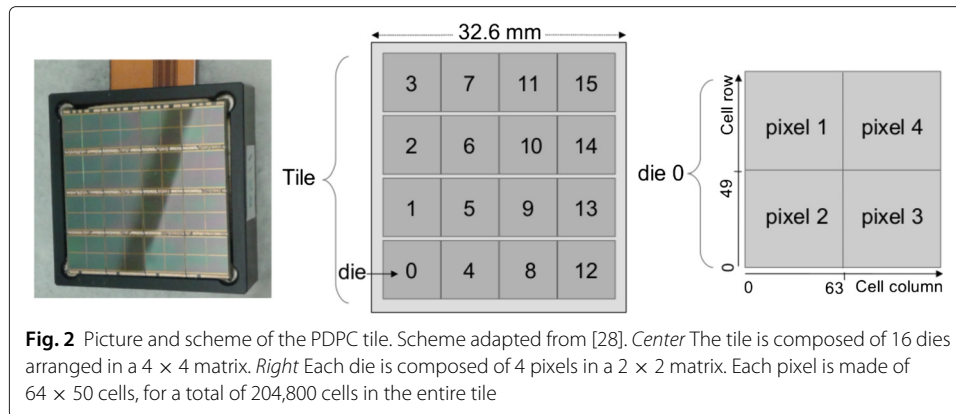 32.6 mm
Tile
3 7 11 15
2 6 10 14
1 5 9 13
die 0 4 8 12
die 0
Cell row
49
0
pixel 1 pixel 4
pixel 2 pixel 3
0 63 Cell column
Fig. 2 Picture and scheme of the PDPC tile. Scheme adapted from [28]. Center The tile is composed of 16 dies
arranged in a 4 × 4 matrix. Right Each die is composed of 4 pixels in a 2 × 2 matrix. Each pixel is made of
64 × 50 cells, for a total of 204,800 cells in the entire tile